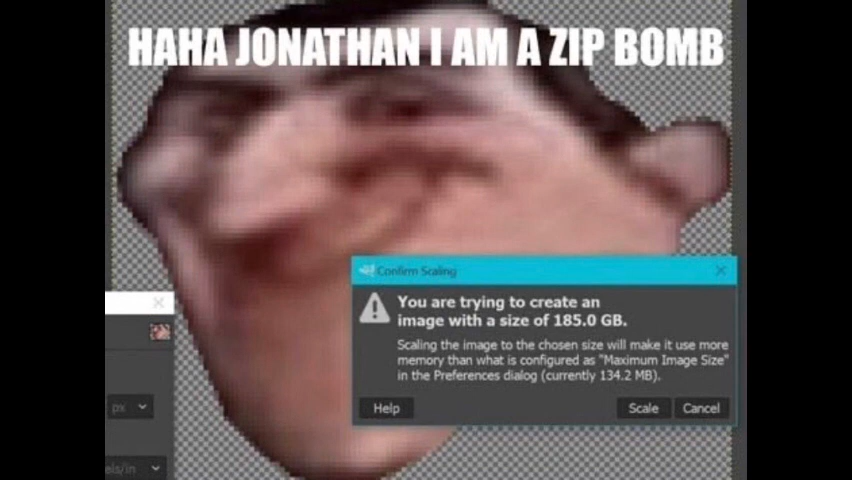 HAHA JONATHAN I AM A ZIP BOMB
Confirm Scaling
You are trying to create an
image with a size of 185.0 GB.
Scaling the image to the chosen size will make it use more
memory than what is configured as "Maximum Image Size"
in the Preferences dialog (currently 134.2 MB).
Help
Scale
Cancel
px
els/in